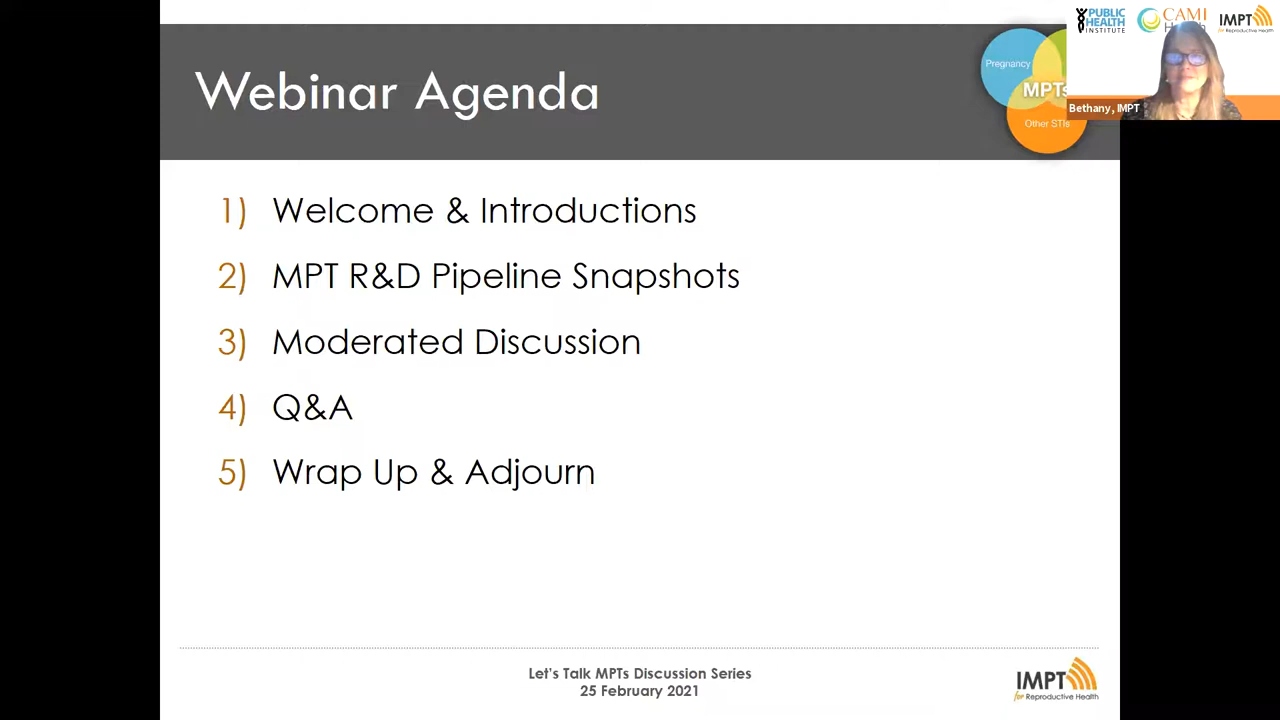 Webinar Agenda
Pregnancy
MPTs
Other STIs
PUBLIC
HEALTH
INSTITUTE
CAMI
Health
IMPT
for Reproductive Health
Bethany, IMPT
1) Welcome & Introductions
2) MPT R&D Pipeline Snapshots
3) Moderated Discussion
4) Q&A
5) Wrap Up & Adjourn
Let's Talk MPTs Discussion Series
25 February 2021
IMPT
for Reproductive Health